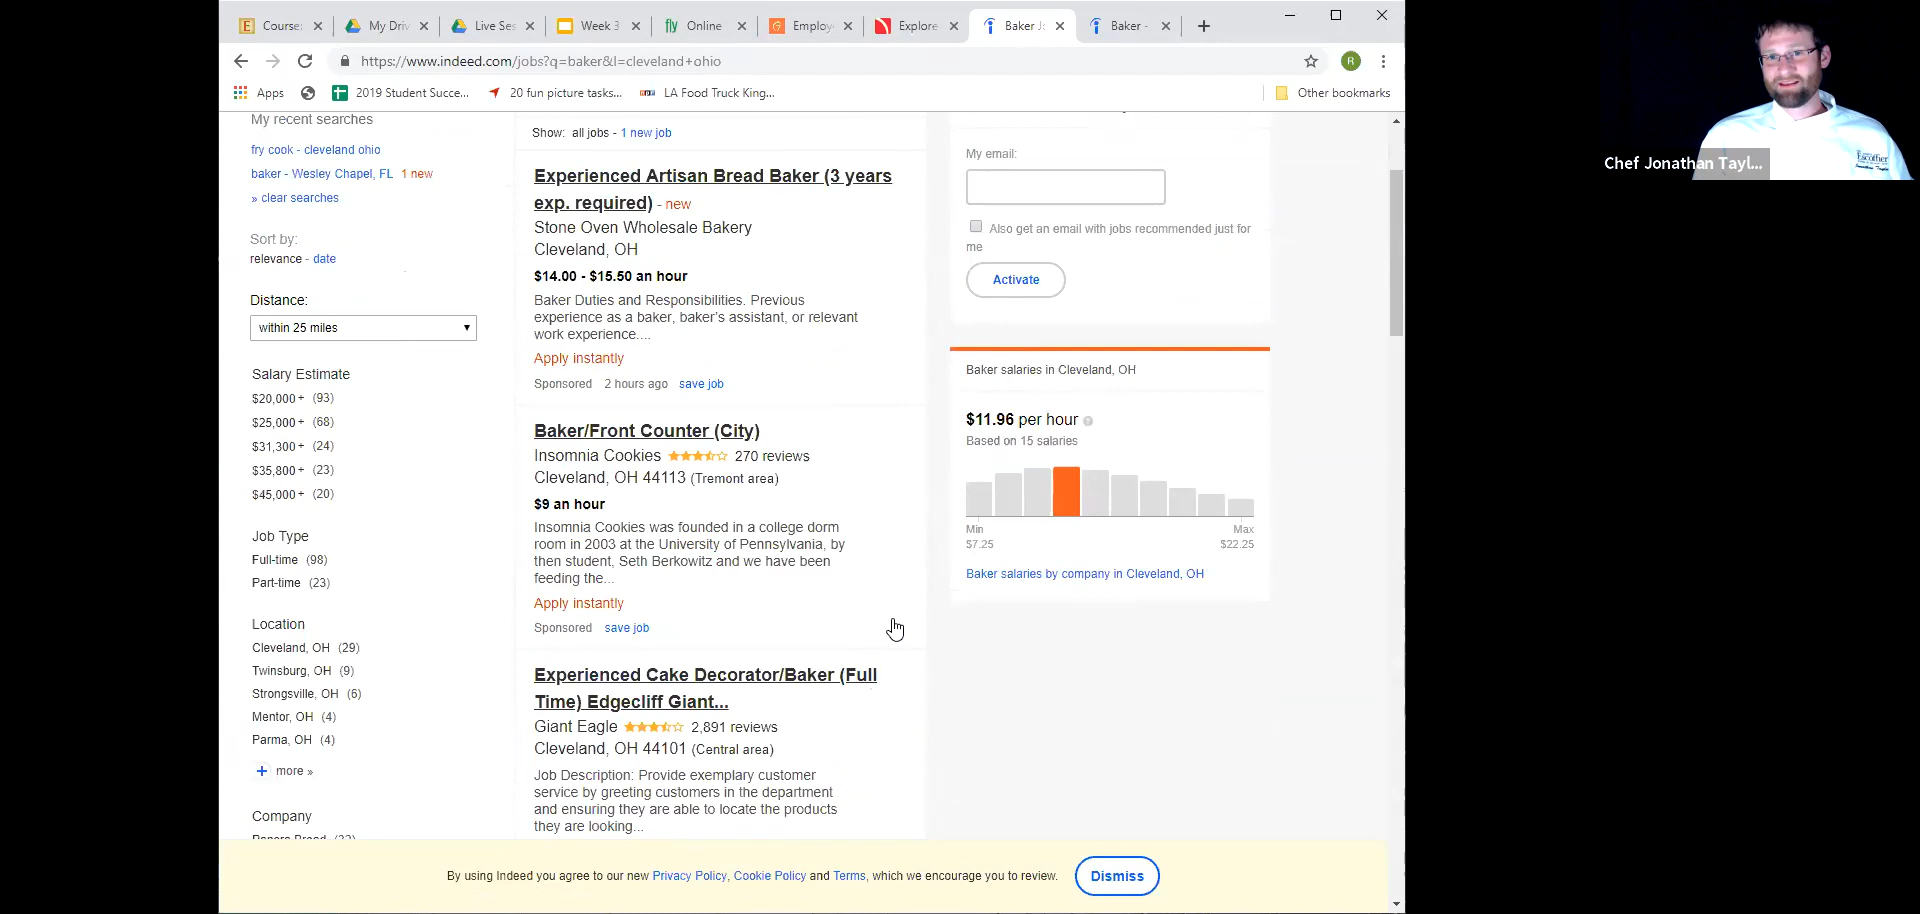 Course:
My Driv
Live Ses
Week 3
fly Online
Employ
Explore
Baker Jo
Baker -
https://www.indeed.com/jobs?q=baker&l=cleveland+ohio
R
Apps
2019 Student Succe...
20 fun picture tasks...
LA Food Truck King...
Other bookmarks
My recent searches
fry cook - cleveland ohio
baker - Wesley Chapel, FL 1 new
» clear searches
Sort by:
relevance - date
Distance:
within 25 miles
Salary Estimate
$20,000+ (93)
$25,000+ (68)
$31,300+ (24)
$35,800+ (23)
$45,000+ (20)
Job Type
Full-time (98)
Part-time (23)
Location
Cleveland, OH (29)
Twinsburg, OH (9)
Strongsville, OH (6)
Mentor, OH (4)
Parma, OH (4)
+ more »
Company
Show: all jobs - 1 new job
Experienced Artisan Bread Baker (3 years
exp. required) - new
Stone Oven Wholesale Bakery
Cleveland, OH
$14.00 - $15.50 an hour
Baker Duties and Responsibilities. Previous
experience as a baker, baker's assistant, or relevant
work experience....
Apply instantly
Sponsored 2 hours ago save job
Baker/Front Counter (City)
Insomnia Cookies 270 reviews
Cleveland, OH 44113 (Tremont area)
$9 an hour
Insomnia Cookies was founded in a college dorm
room in 2003 at the University of Pennsylvania, by
then student, Seth Berkowitz and we have been
feeding the...
Apply instantly
Sponsored save job
Experienced Cake Decorator/Baker (Full
Time) Edgecliff Giant...
Giant Eagle 2,891 reviews
Cleveland, OH 44101 (Central area)
Job Description: Provide exemplary customer
service by greeting customers in the department
and ensuring they are able to locate the products
they are looking...
My email:
Also get an email with jobs recommended just for
me
Activate
Baker salaries in Cleveland, OH
$11.96 per hour
Based on 15 salaries
Min Max
$7.25 $22.25
Baker salaries by company in Cleveland, OH
By using Indeed you agree to our new Privacy Policy, Cookie Policy and Terms, which we encourage you to review.
Dismiss
Chef Jonathan Tayl...
Escoffier